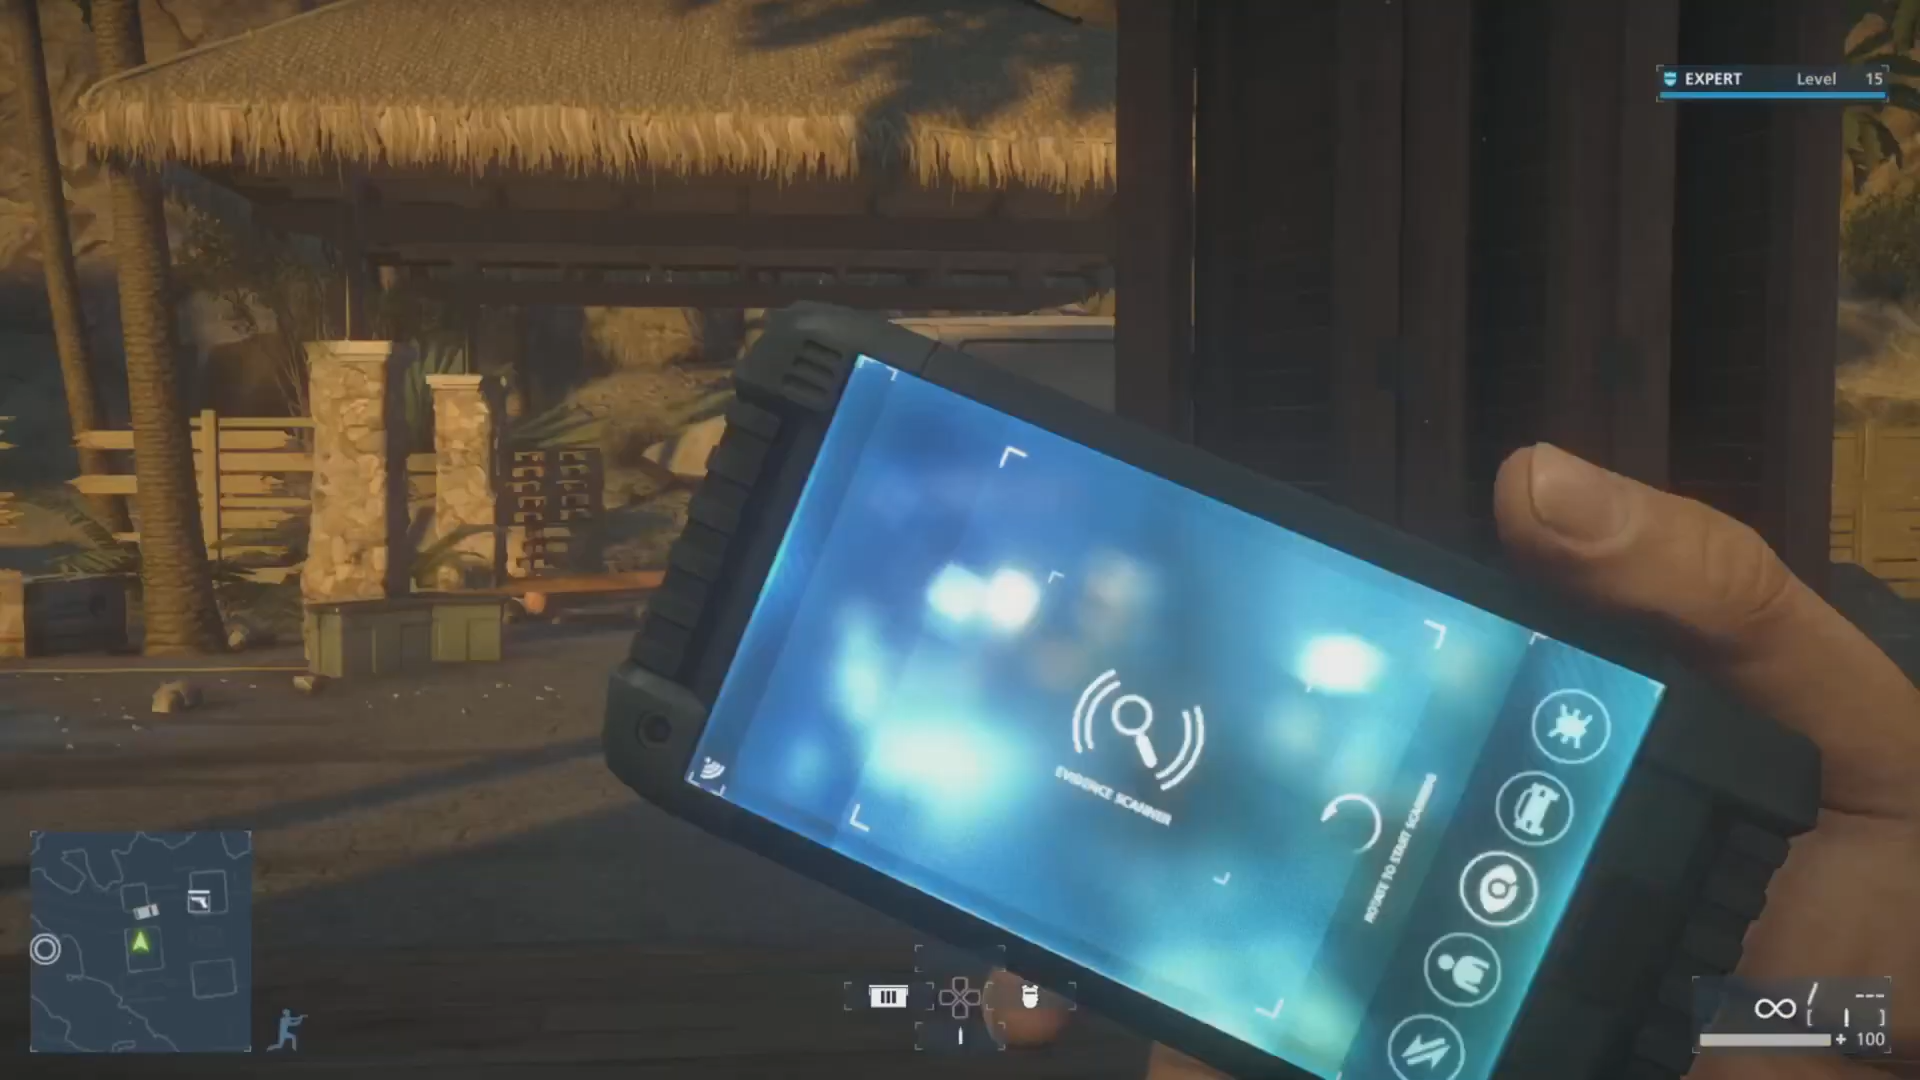 EXPERT Level 15
EVIDENCE SCANNER
ROTATE TO START SCANNING
∞
---
+ 100